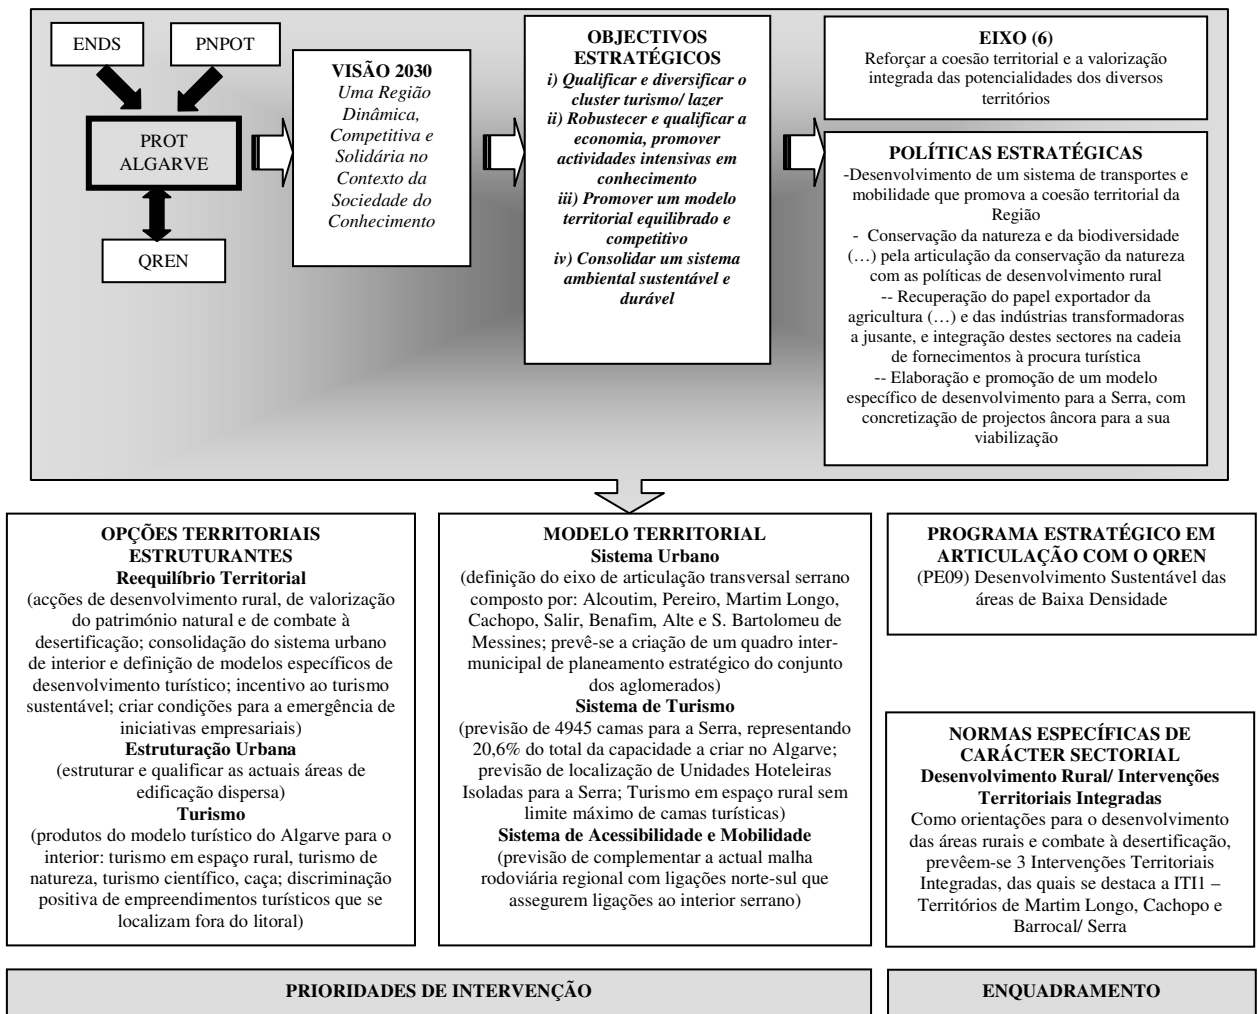 ENDS
PNPOT
PROT
ALGARVE
QREN
VISÃO 2030
Uma Região
Dinâmica,
Competitiva e
Solidária no
Contexto da
Sociedade do
Conhecimento
OBJECTIVOS
ESTRATÉGICOS
i) Qualificar e diversificar o
cluster turismo/ lazer
ii) Robustecer e qualificar a
economia, promover
actividades intensivas em
conhecimento
iii) Promover um modelo
territorial equilibrado e
competitivo
iv) Consolidar um sistema
ambiental sustentável e
durável
EIXO (6)
Reforçar a coesão territorial e a valorização
integrada das potencialidades dos diversos
territórios
POLÍTICAS ESTRATÉGICAS
-Desenvolvimento de um sistema de transportes e
mobilidade que promova a coesão territorial da
Região
- Conservação da natureza e da biodiversidade
(…) pela articulação da conservação da natureza
com as políticas de desenvolvimento rural
-- Recuperação do papel exportador da
agricultura (…) e das indústrias transformadoras
a jusante, e integração destes sectores na cadeia
de fornecimentos à procura turística
-- Elaboração e promoção de um modelo
específico de desenvolvimento para a Serra, com
concretização de projectos âncora para a sua
viabilização
OPÇÕES TERRITORIAIS
ESTRUTURANTES
Reequilíbrio Territorial
(acções de desenvolvimento rural, de valorização
do património natural e de combate à
desertificação; consolidação do sistema urbano
de interior e definição de modelos específicos de
desenvolvimento turístico; incentivo ao turismo
sustentável; criar condições para a emergência de
iniciativas empresariais)
Estruturação Urbana
(estruturar e qualificar as actuais áreas de
edificação dispersa)
Turismo
(produtos do modelo turístico do Algarve para o
interior: turismo em espaço rural, turismo de
natureza, turismo científico, caça; discriminação
positiva de empreendimentos turísticos que se
localizam fora do litoral)
MODELO TERRITORIAL
Sistema Urbano
(definição do eixo de articulação transversal serrano
composto por: Alcoutim, Pereiro, Martim Longo,
Cachopo, Salir, Benafim, Alte e S. Bartolomeu de
Messines; prevê-se a criação de um quadro inter-
municipal de planeamento estratégico do conjunto
dos aglomerados)
Sistema de Turismo
(previsão de 4945 camas para a Serra, representando
20,6% do total da capacidade a criar no Algarve;
previsão de localização de Unidades Hoteleiras
Isoladas para a Serra; Turismo em espaço rural sem
limite máximo de camas turísticas)
Sistema de Acessibilidade e Mobilidade
(previsão de complementar a actual malha
rodoviária regional com ligações norte-sul que
assegurem ligações ao interior serrano)
PROGRAMA ESTRATÉGICO EM
ARTICULAÇÃO COM O QREN
(PE09) Desenvolvimento Sustentável das
áreas de Baixa Densidade
NORMAS ESPECÍFICAS DE
CARÁCTER SECTORIAL
Desenvolvimento Rural/ Intervenções
Territoriais Integradas
Como orientações para o desenvolvimento
das áreas rurais e combate à desertificação,
prevêem-se 3 Intervenções Territoriais
Integradas, das quais se destaca a ITI1 –
Territórios de Martim Longo, Cachopo e
Barrocal/ Serra
PRIORIDADES DE INTERVENÇÃO
ENQUADRAMENTO